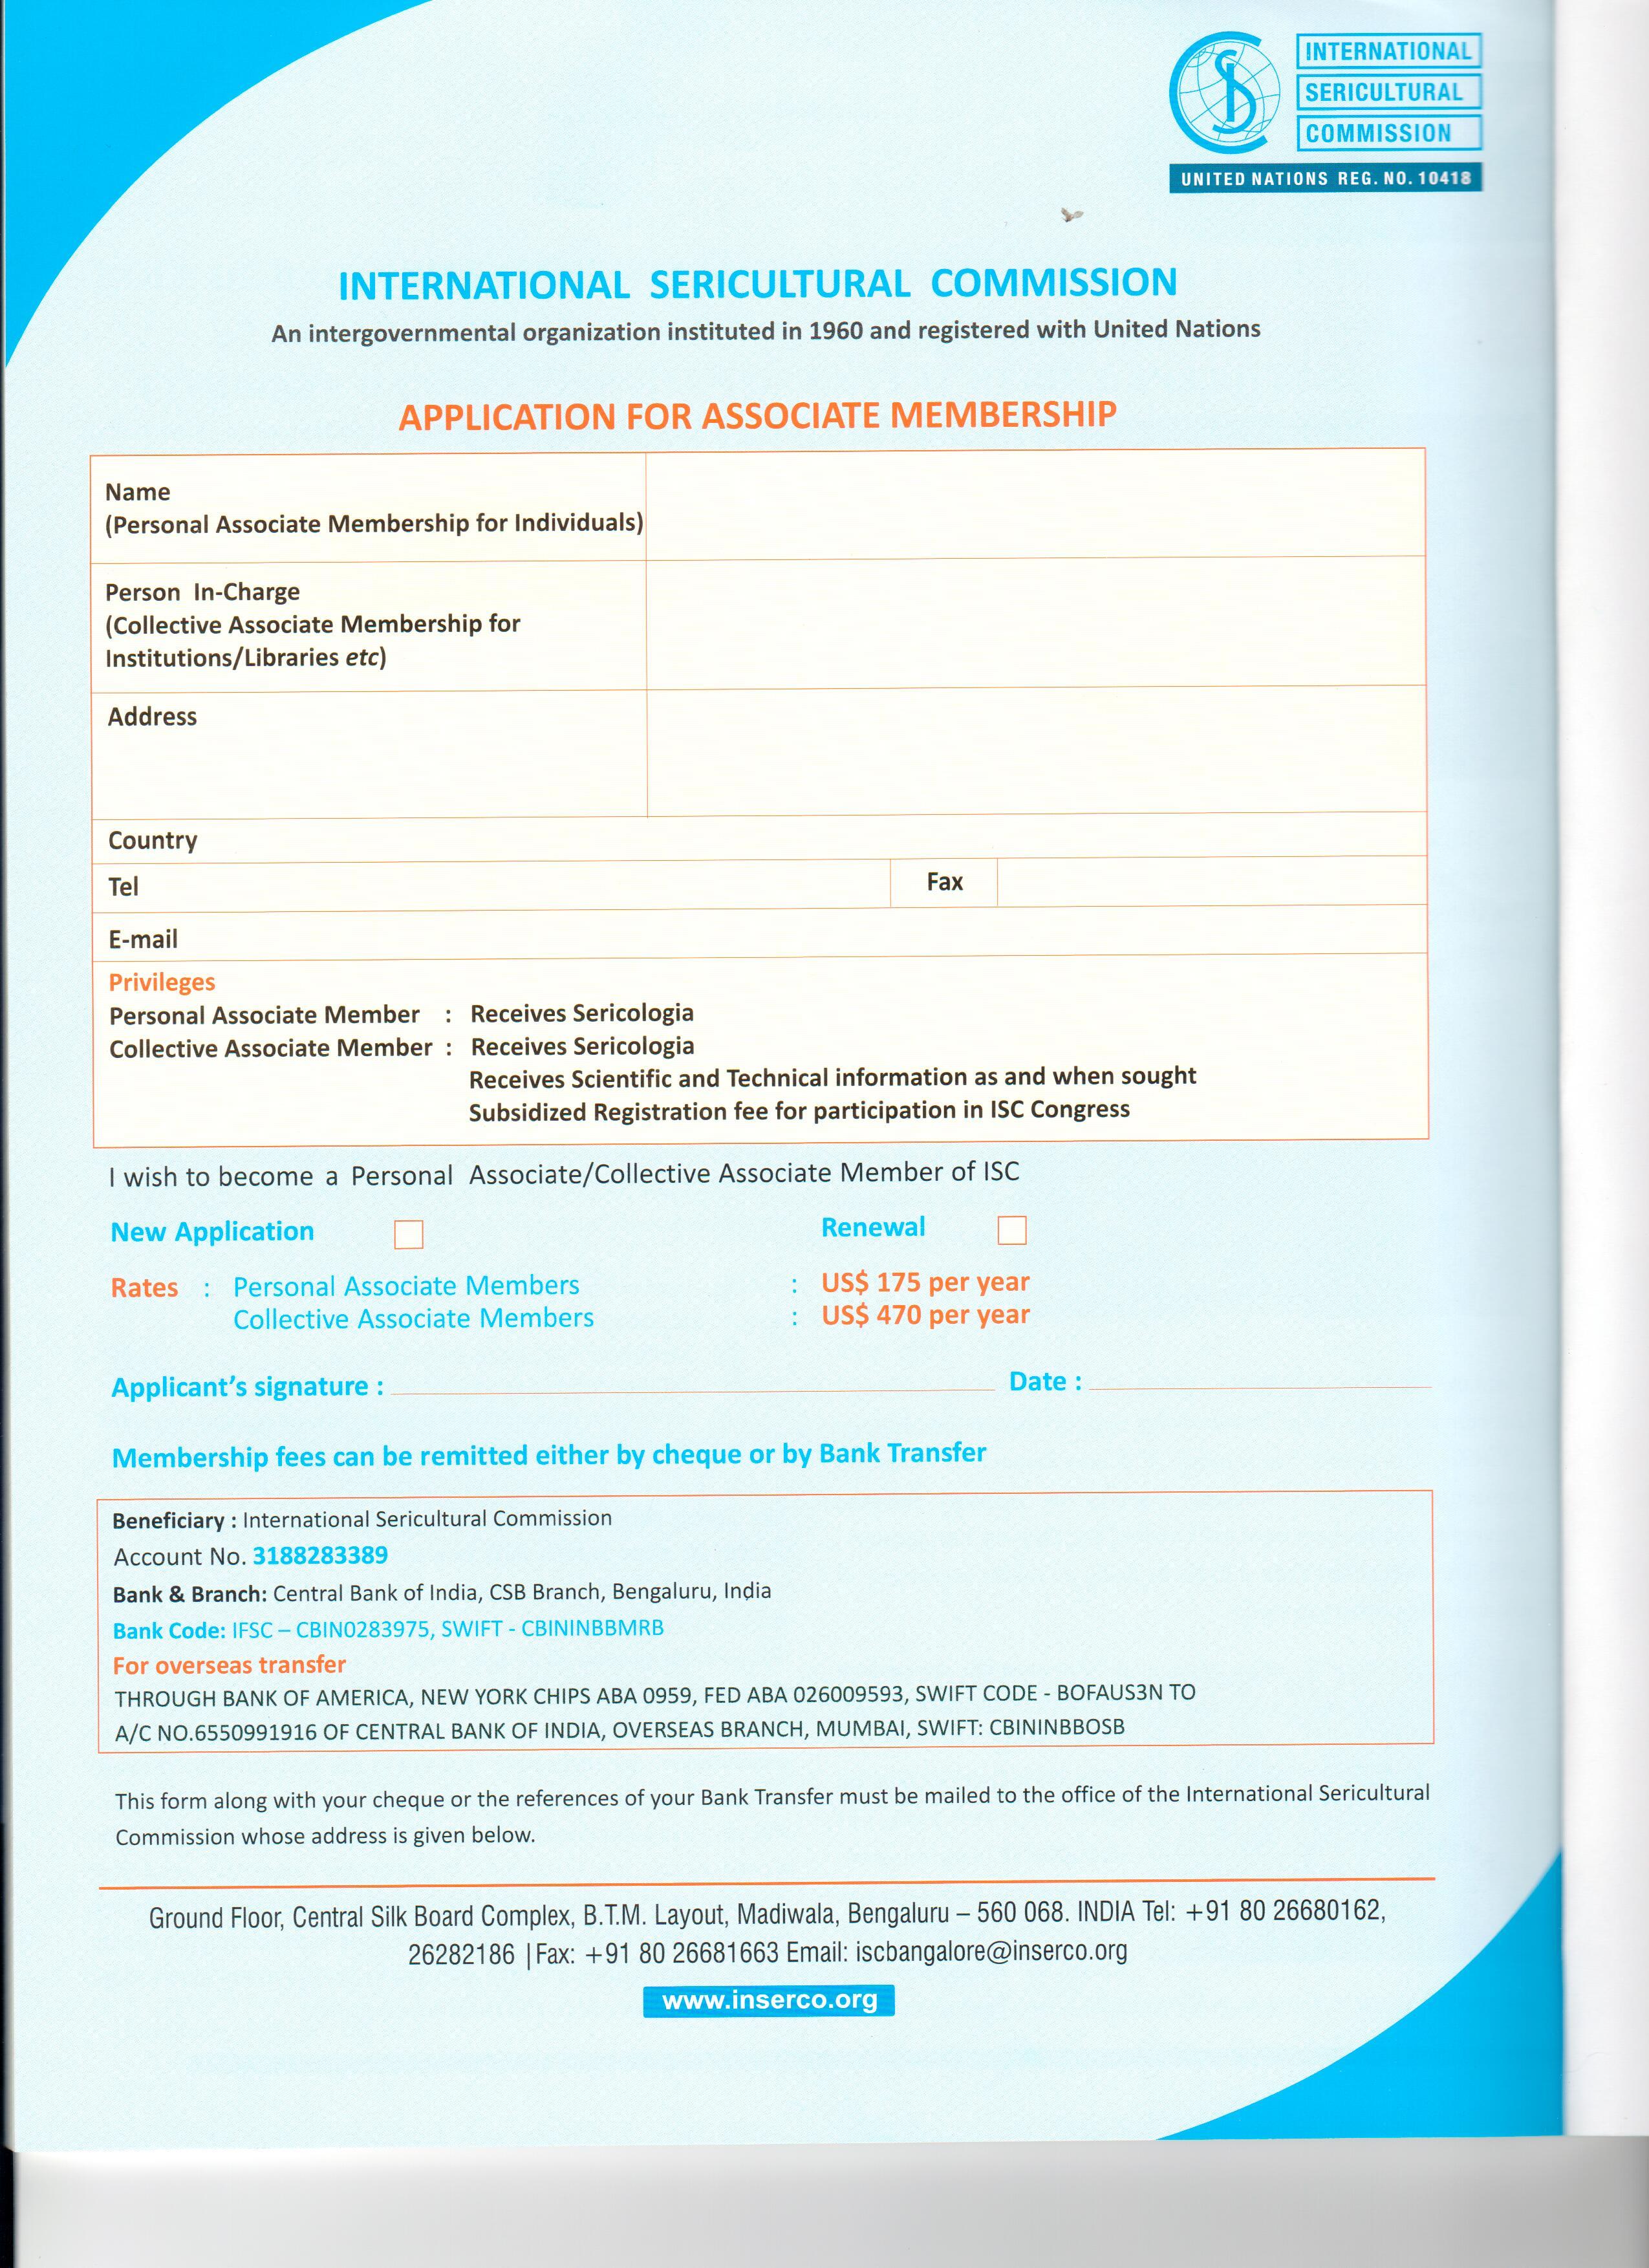 INTERNATIONAL
SERICULTURAL
COMMISSION
UNITED NATIONS REG. NO. 10418
INTERNATIONAL SERICULTURAL COMMISSION
An intergovernmental organization instituted in 1960 and registered with United Nations
APPLICATION FOR ASSOCIATE MEMBERSHIP
Name
(Personal Associate Membership for Individuals)
Person In-Charge
(Collective Associate Membership for
Institutions/Libraries etc)
Address
Country
Tel Fax
E-mail
Privileges
Personal Associate Member : Receives Sericologia
Collective Associate Member : Receives Sericologia
Receives Scientific and Technical information as and when sought
Subsidized Registration fee for participation in ISC Congress
I wish to become a Personal Associate/Collective Associate Member of ISC
New Application Renewal
Rates : Personal Associate Members : US$ 175 per year
Collective Associate Members : US$ 470 per year
Applicant's signature : Date :
Membership fees can be remitted either by cheque or by Bank Transfer
Beneficiary : International Sericultural Commission
Account No. 3188283389
Bank & Branch: Central Bank of India, CSB Branch, Bengaluru, India
Bank Code: IFSC – CBIN0283975, SWIFT - CBININBBMRB
For overseas transfer
THROUGH BANK OF AMERICA, NEW YORK CHIPS ABA 0959, FED ABA 026009593, SWIFT CODE - BOFAUS3N TO
A/C NO.6550991916 OF CENTRAL BANK OF INDIA, OVERSEAS BRANCH, MUMBAI, SWIFT: CBININBBOSB
This form along with your cheque or the references of your Bank Transfer must be mailed to the office of the International Sericultural
Commission whose address is given below.
Ground Floor, Central Silk Board Complex, B.T.M. Layout, Madiwala, Bengaluru – 560 068. INDIA Tel: +91 80 26680162,
26282186 | Fax: +91 80 26681663 Email: iscbangalore@inserco.org
www.inserco.org